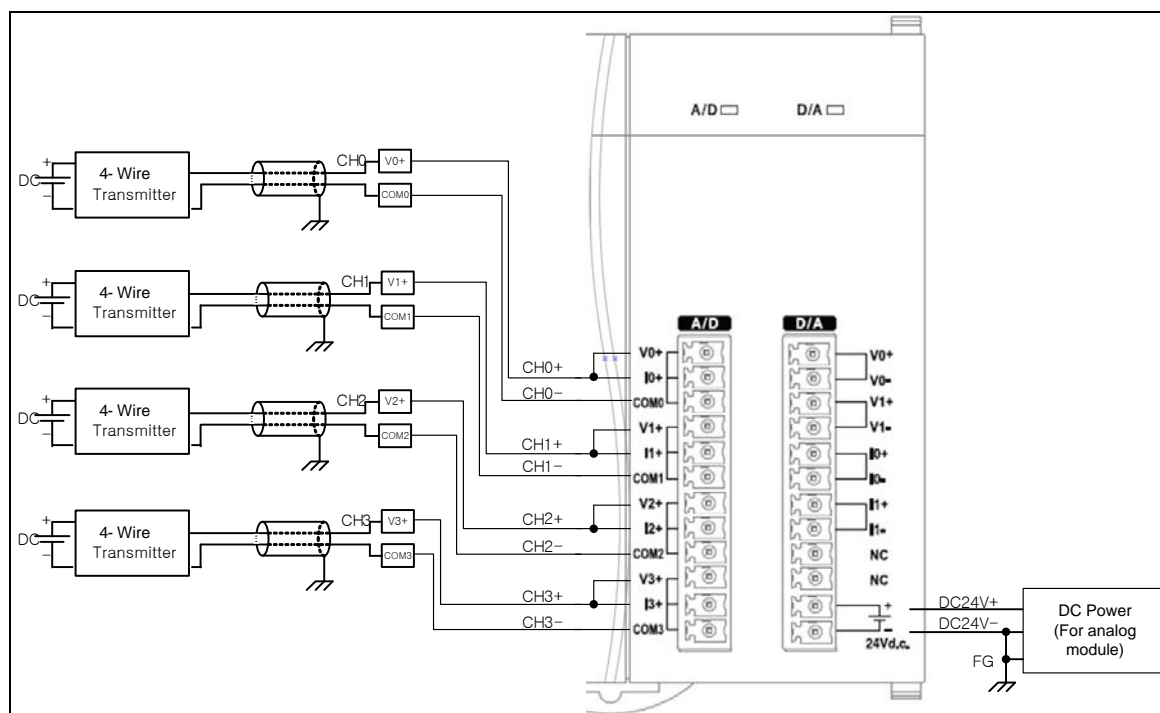 A/D
D/A
DC
+
−
4- Wire
Transmitter
CH0
V0+
COM0
DC
+
−
4- Wire
Transmitter
CH1
V1+
COM1
DC
+
−
4- Wire
Transmitter
CH2
V2+
COM2
DC
+
−
4- Wire
Transmitter
CH3
V3+
COM3
CH0+
CH0-
CH1+
CH1-
CH2+
CH2-
CH3+
CH3-
A/D
V0+
I0+
COM0
V1+
I1+
COM1
V2+
I2+
COM2
V3+
I3+
COM3
D/A
V0+
V0-
V1+
V1-
I0+
I0-
I1+
I1-
NC
NC
+
-
24Vd.c.
DC24V+
DC24V-
FG
DC Power
(For analog
module)